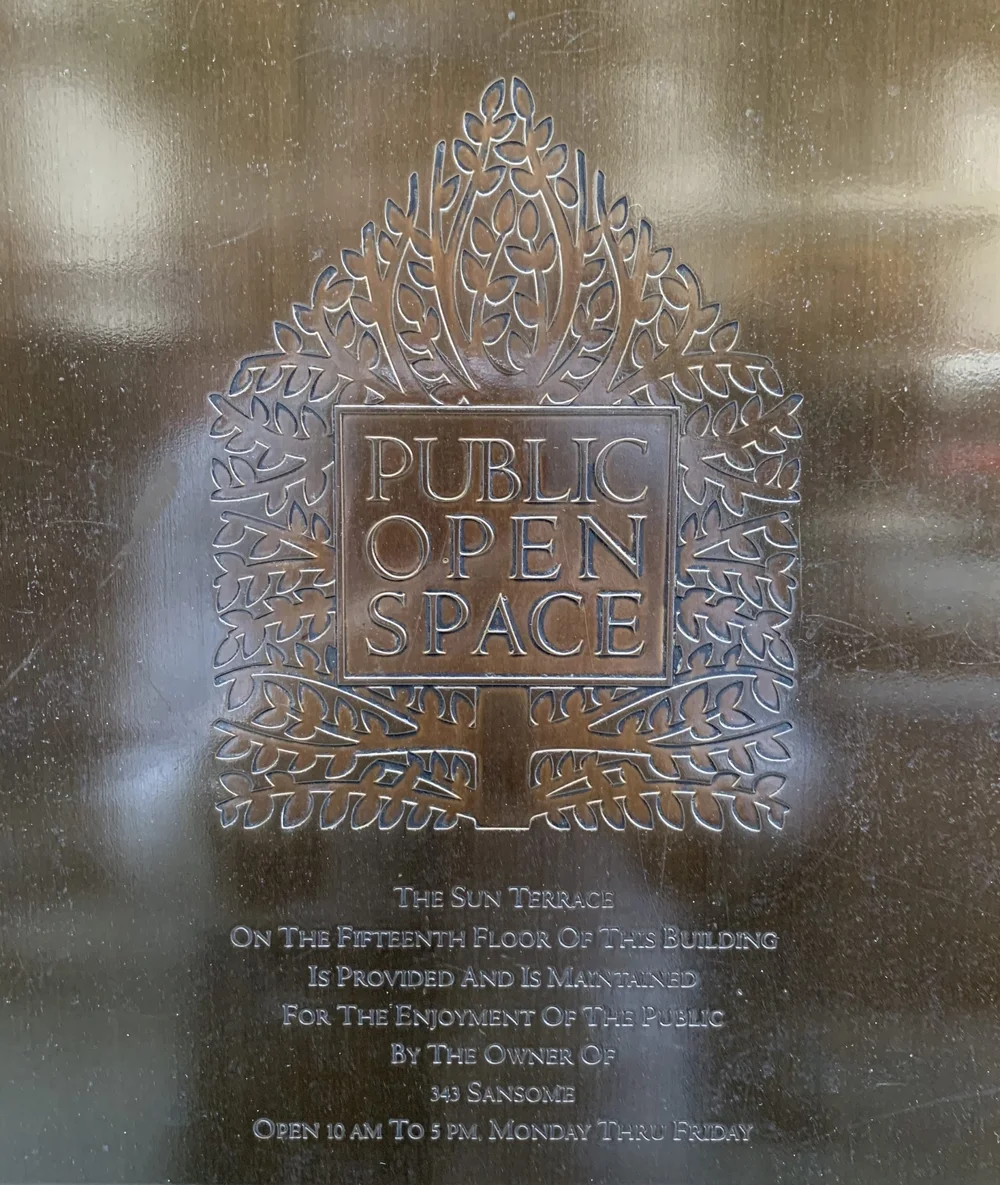 PUBLIC
OPEN
SPACE
THE SUN TERRACE
ON THE FIFTEENTH FLOOR OF THIS BUILDING
IS PROVIDED AND IS MAINTAINED
FOR THE ENJOYMENT OF THE PUBLIC
BY THE OWNER OF
343 SANSOME
OPEN 10 AM TO 5 PM, MONDAY THRU FRIDAY